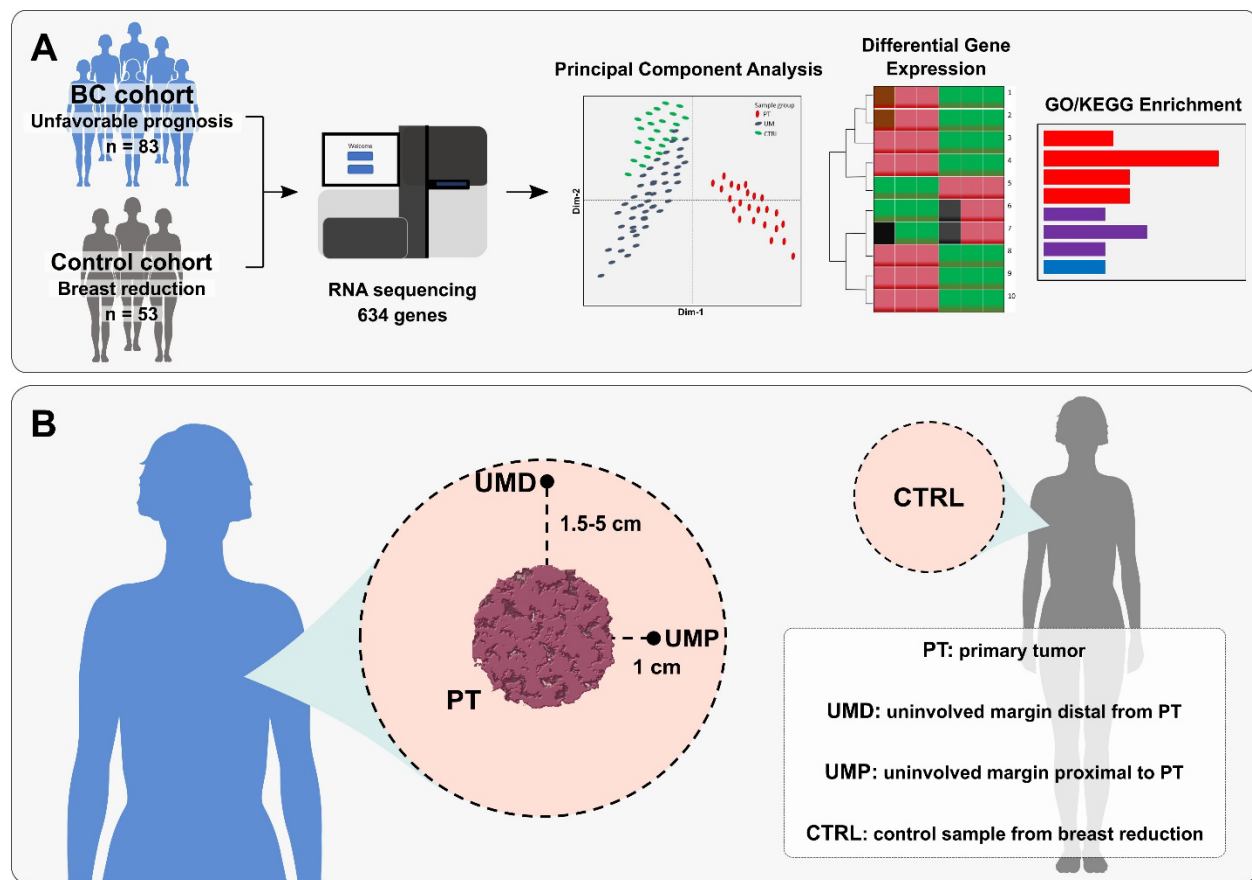 A
BC cohort
Unfavorable prognosis
n = 83
Control cohort
Breast reduction
n = 53
Welcome
RNA sequencing
634 genes
Principal Component Analysis
Sample group
PT
UM
CTRL
Dim-2
Dim-1
Differential Gene
Expression
1
2
3
4
5
6
7
8
9
10
GO/KEGG Enrichment
B
UMD
1.5-5 cm
UMP
1 cm
PT
CTRL
PT: primary tumor
UMD: uninvolved margin distal from PT
UMP: uninvolved margin proximal to PT
CTRL: control sample from breast reduction